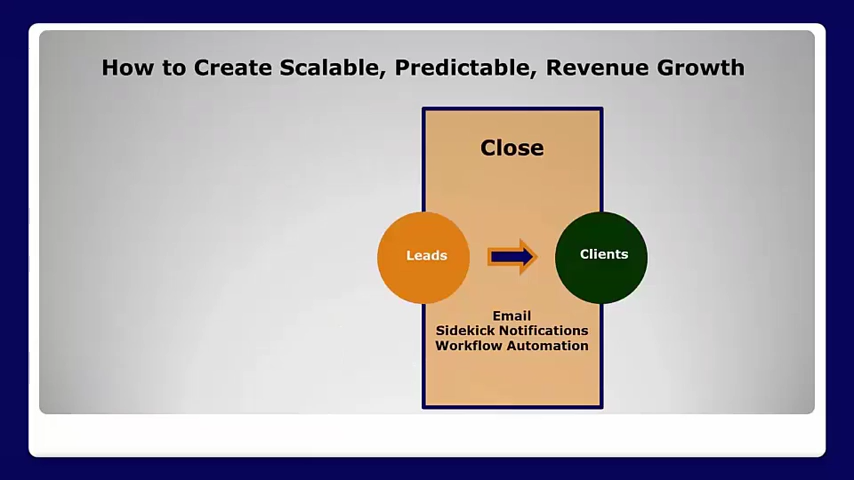 How to Create Scalable, Predictable, Revenue Growth
Close
Leads
Clients
Email
Sidekick Notifications
Workflow Automation